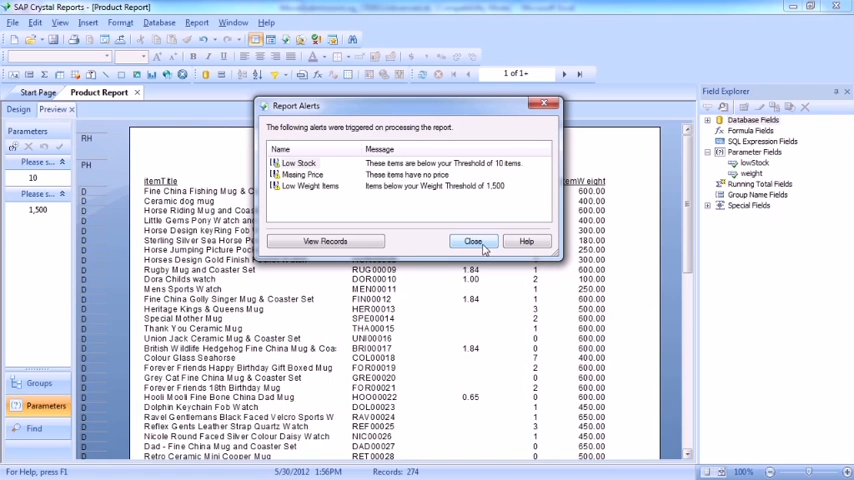 SAP Crystal Reports - [Product Report]
File Edit View Insert Format Database Report Window Help
1 of 1+
Start Page Product Report
Field Explorer
Design Preview
Parameters
Please s...
10
Please s...
1,500
Groups
Parameters
Find
RH
PH
D
Report Alerts
The following alerts were triggered on processing the report.
Name Message
Low Stock These items are below your Threshold of 10 items.
Missing Price These items have no price
Low Weight Items Items below your Weight Threshold of 1,500
View Records Close Help
itemTitle emWeight
Fine China Fishing Mug & 600.00
Ceramic dog mug 400.00
Horse Riding Mug and Coas 600.00
Little Gems Pony Watch and 100.00
Horse Design keyRing Fob 300.00
Sterling Silver Sea Horse P 180.00
Horse Jumping Picture Pock 250.00
Horses Design Gold Finish 300.00
Rugby Mug and Coaster Set RUG00009 1.84 1 600.00
Dora Childs watch DOR00010 1.00 2 100.00
Mens Sports Watch MEN00011 1 250.00
Fine China Golly Singer Mug & Coaster Set FIN00012 1.84 1 600.00
Heritage Kings & Queens Mug HER00013 3 500.00
Special Mother Mug SPE00014 2 600.00
Thank You Ceramic Mug THA00015 1 600.00
Union Jack Ceramic Mug UNI00016 0 600.00
British Wildlife Hedgehog Fine China Mug & Coas BRI00017 1.84 0 600.00
Colour Glass Seahorse COL00018 7 400.00
Forever Friends Happy Birthday Gift Boxed Mug FOR00019 1 600.00
Grey Cat Fine China Mug & Coaster Set GRE00020 0 600.00
Forever Friends 18th Birthday Mug FOR00021 2 600.00
Hooli Mooli Fine Bone China Dad Mug HOO00022 0.65 0 600.00
Dolphin Keychain Fob Watch DOL00023 1 450.00
Ravel Gentlemans Black Faced Velcro Sports W RAV00024 1 650.00
Reflex Gents Leather Strap Quartz Watch REF00025 3 450.00
Nicole Round Faced Silver Colour Daisy Watch NIC00026 1 450.00
Dad - Fine China Mug and Coaster Set DAD00027 0 600.00
Retro Ceramic Mini Cooper Mug 0 500.00
Database Fields
Formula Fields
SQL Expression Fields
Parameter Fields
lowStock
weight
Running Total Fields
Group Name Fields
Special Fields
For Help, press F1 5/30/2012 1:56PM Records: 274 100%